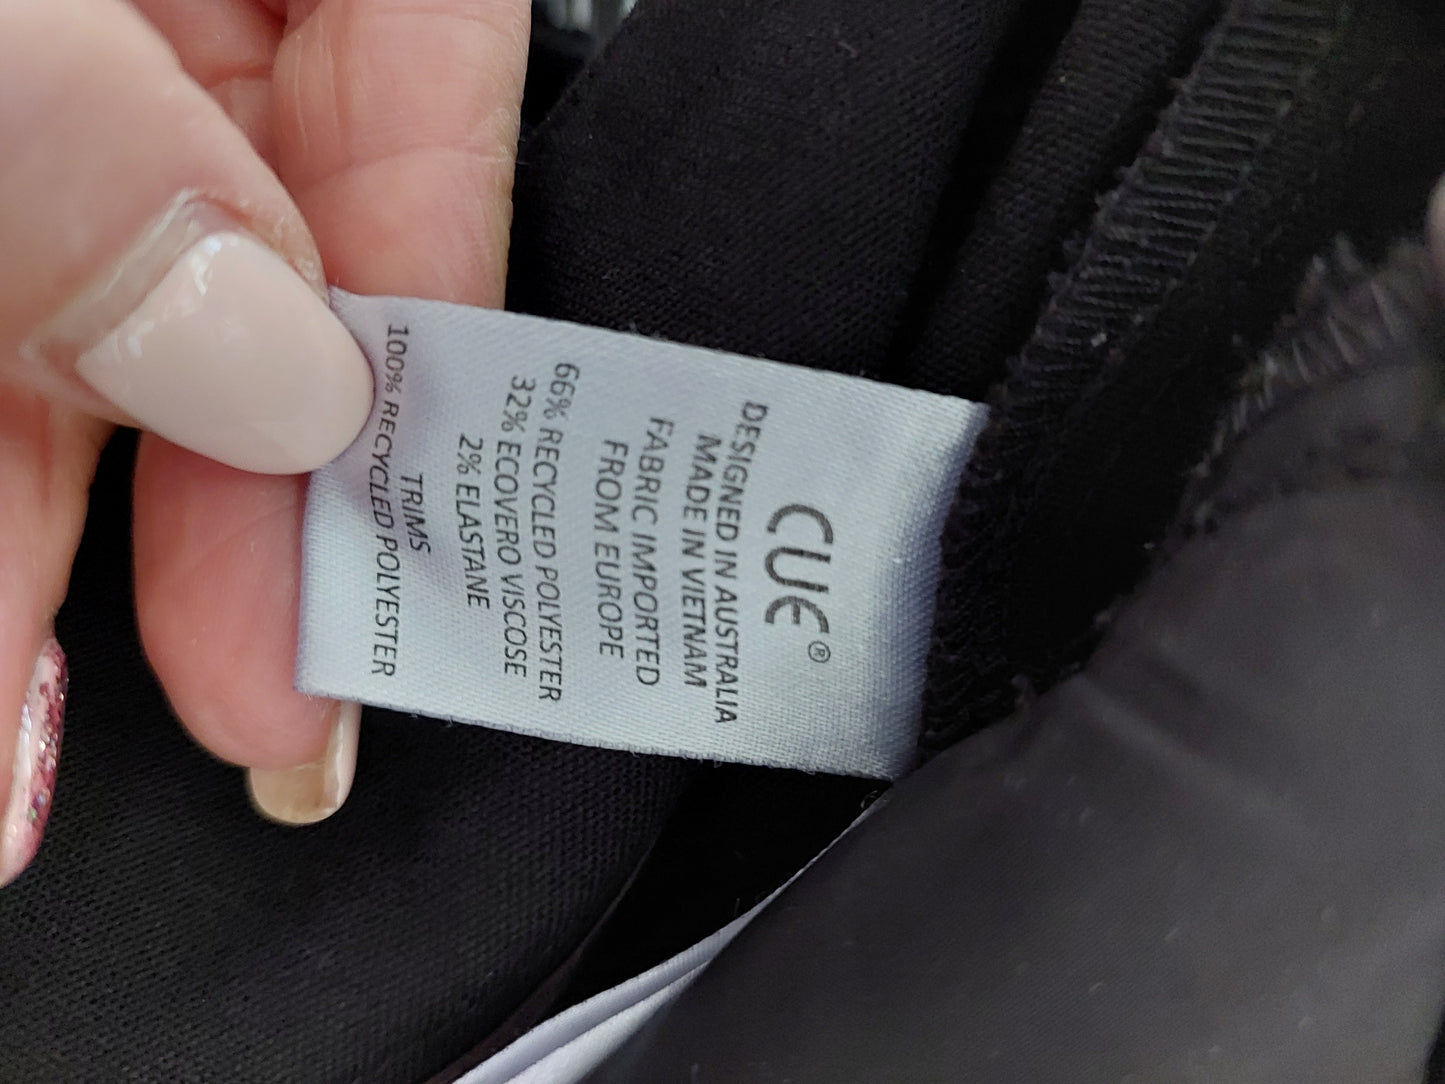 CUE®
DESIGNED IN AUSTRALIA
MADE IN VIETNAM
FABRIC IMPORTED
FROM EUROPE
66% RECYCLED POLYESTER
32% ECOVERO VISCOSE
2% ELASTANE
TRIMS
100% RECYCLED POLYESTER